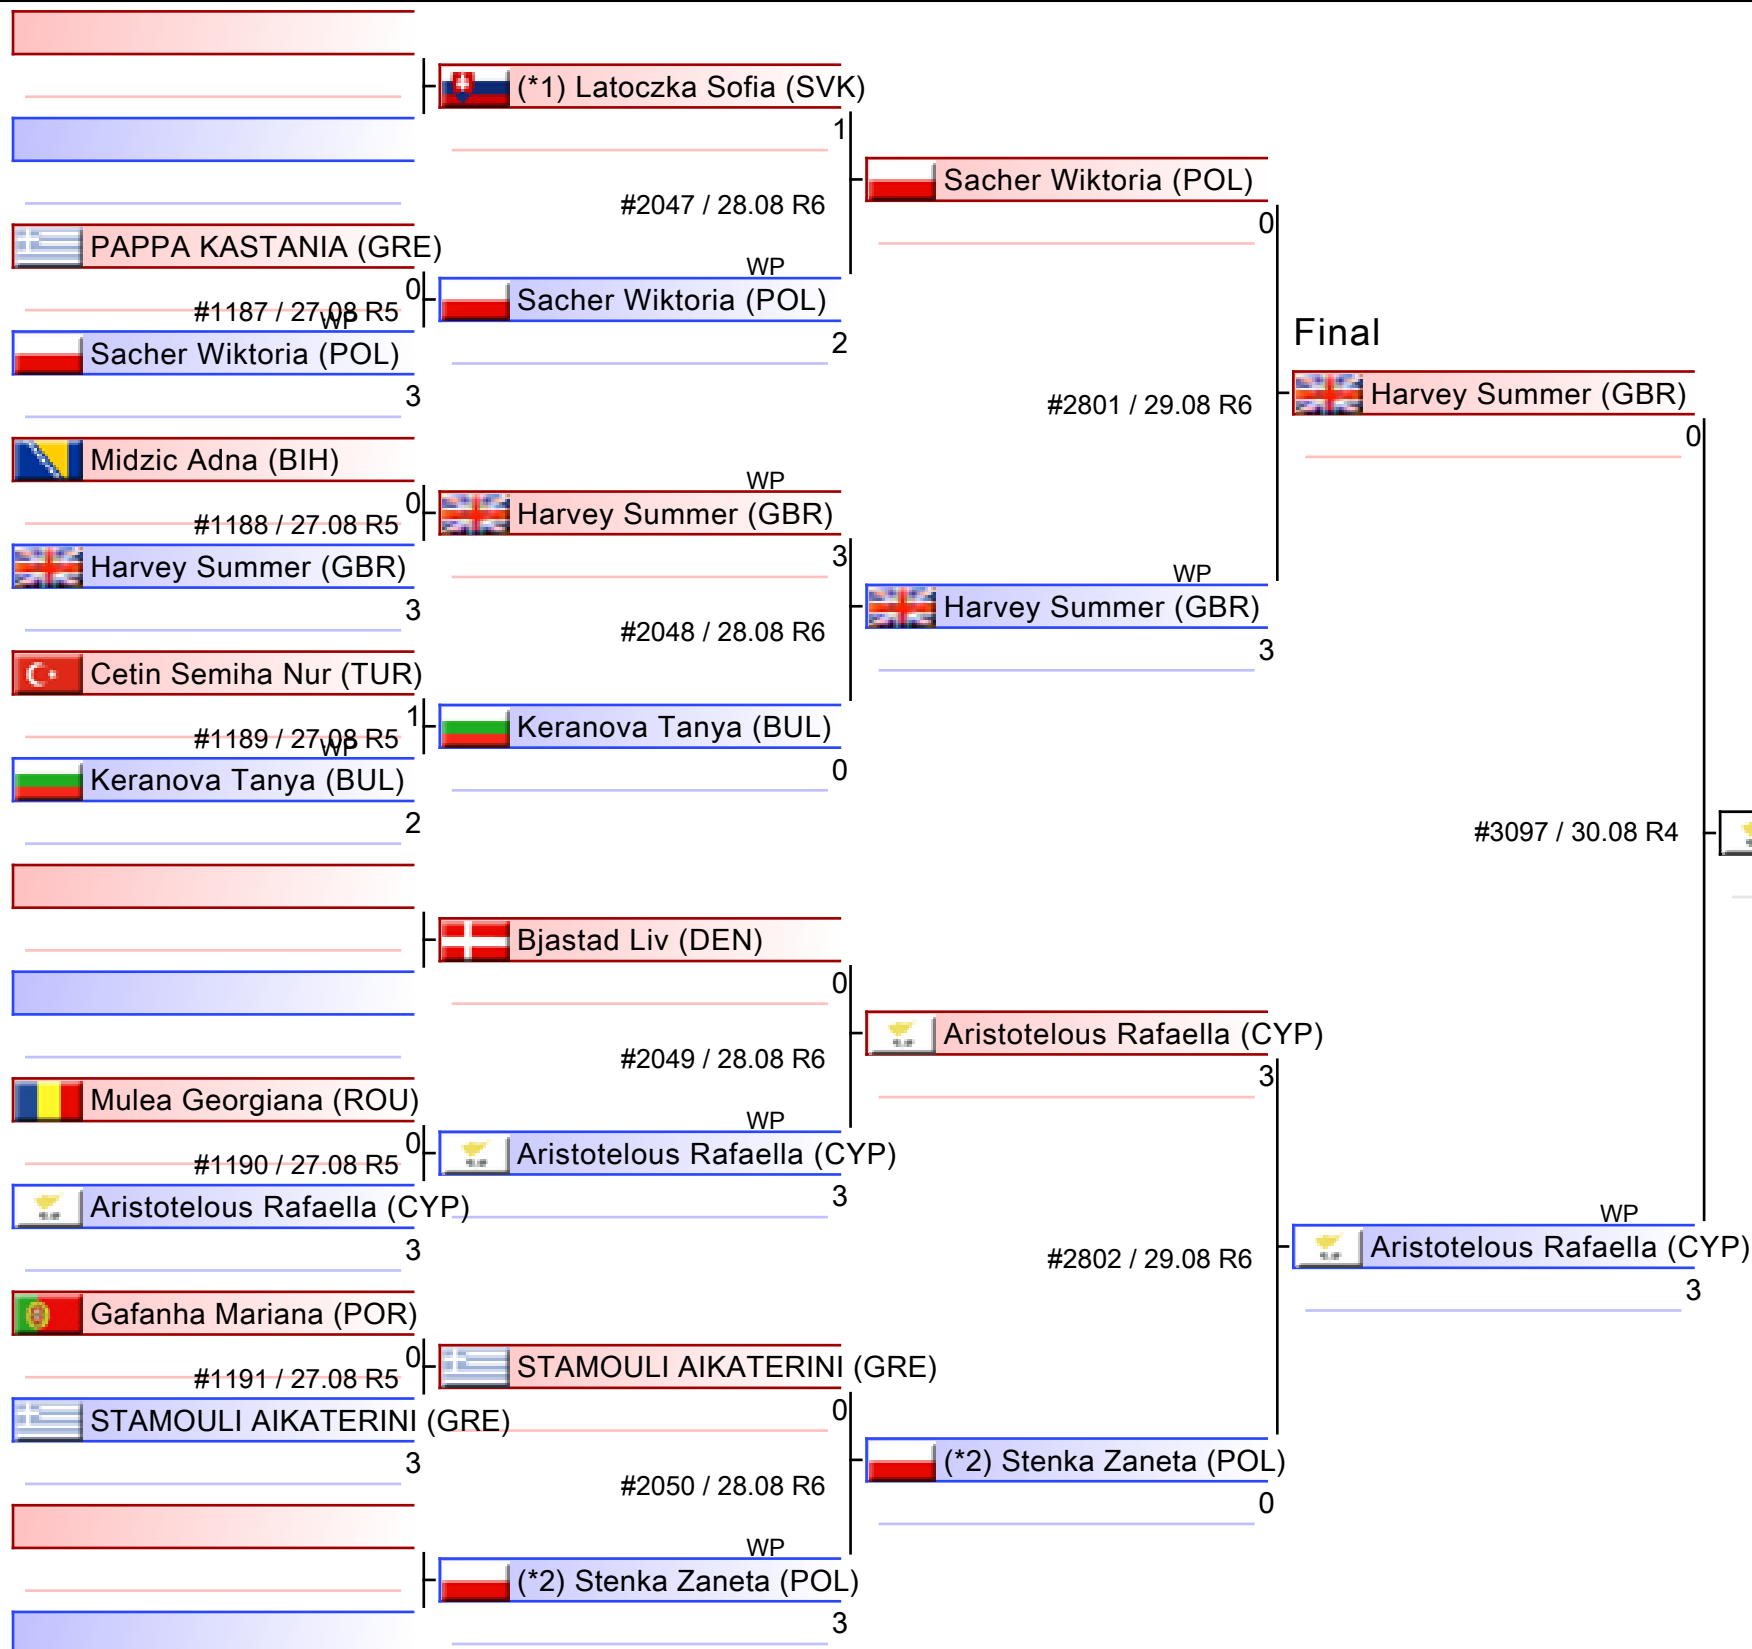 (*1) Latoczka Sofia (SVK)
1
#2047 / 28.08 R6
WP
Sacher Wiktoria (POL)
2
PAPPA KASTANIA (GRE)
0
#1187 / 27.08 R5
WP
Sacher Wiktoria (POL)
3
Midzic Adna (BIH)
0
#1188 / 27.08 R5
Harvey Summer (GBR)
3
WP
Harvey Summer (GBR)
3
#2048 / 28.08 R6
Cetin Semiha Nur (TUR)
1
#1189 / 27.08 R5
WP
Keranova Tanya (BUL)
2
Keranova Tanya (BUL)
0
Sacher Wiktoria (POL)
0
#2801 / 29.08 R6
WP
Harvey Summer (GBR)
3
Final
Harvey Summer (GBR)
0
#3097 / 30.08 R4
Bjastad Liv (DEN)
0
#2049 / 28.08 R6
Mulea Georgiana (ROU)
0
#1190 / 27.08 R5
Aristotelous Rafaella (CYP)
3
WP
Aristotelous Rafaella (CYP)
3
Aristotelous Rafaella (CYP)
3
#2802 / 29.08 R6
WP
Aristotelous Rafaella (CYP)
3
Gafanha Mariana (POR)
0
#1191 / 27.08 R5
STAMOULI AIKATERINI (GRE)
3
STAMOULI AIKATERINI (GRE)
0
#2050 / 28.08 R6
WP
(*2) Stenka Zaneta (POL)
3
(*2) Stenka Zaneta (POL)
0